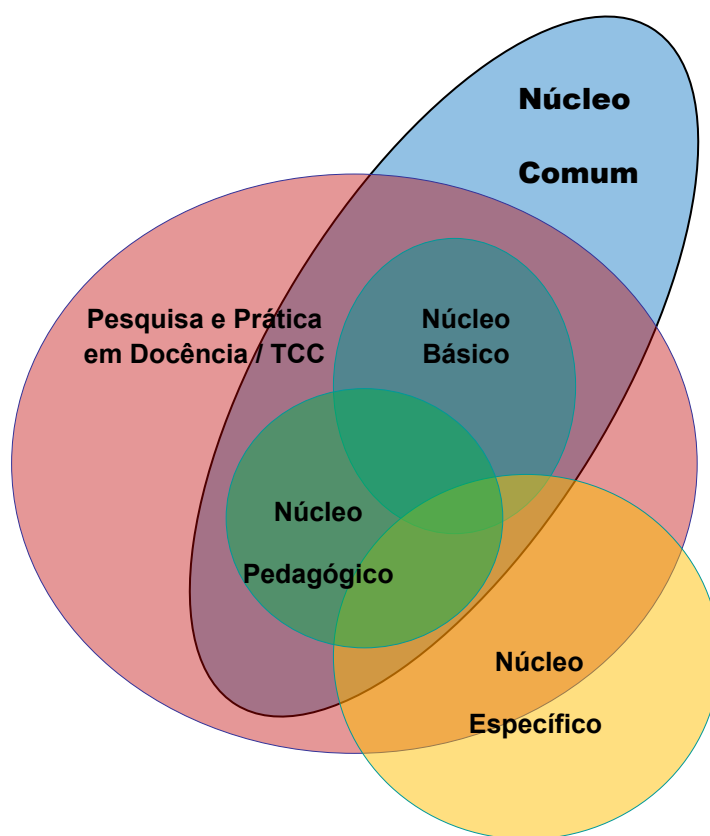 Núcleo
Comum
Pesquisa e Prática
em Docência / TCC
Núcleo
Básico
Núcleo
Pedagógico
Núcleo
Específico